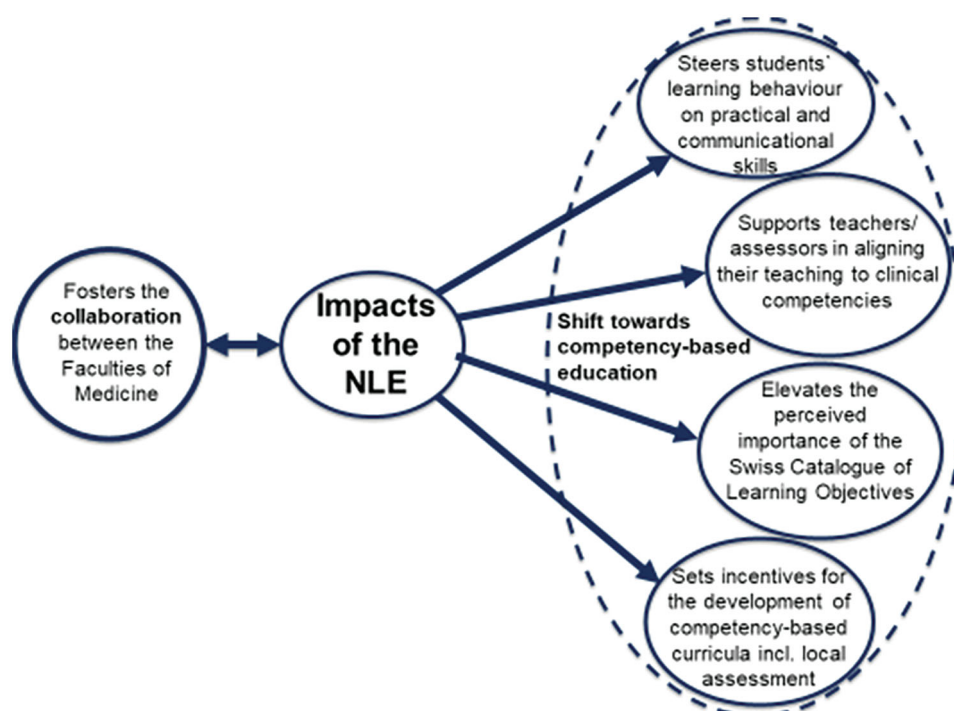 Fosters the
collaboration
between the
Faculties of
Medicine
Impacts
of the
NLE
Shift towards
competency-based
education
Steers students`
learning behaviour
on practical and
communicational
skills
Supports teachers/
assessors in aligning
their teaching to clinical
competencies
Elevates the
perceived
importance of the
Swiss Catalogue of
Learning Objectives
Sets incentives for
the development of
competency-based
curricula incl. local
assessment